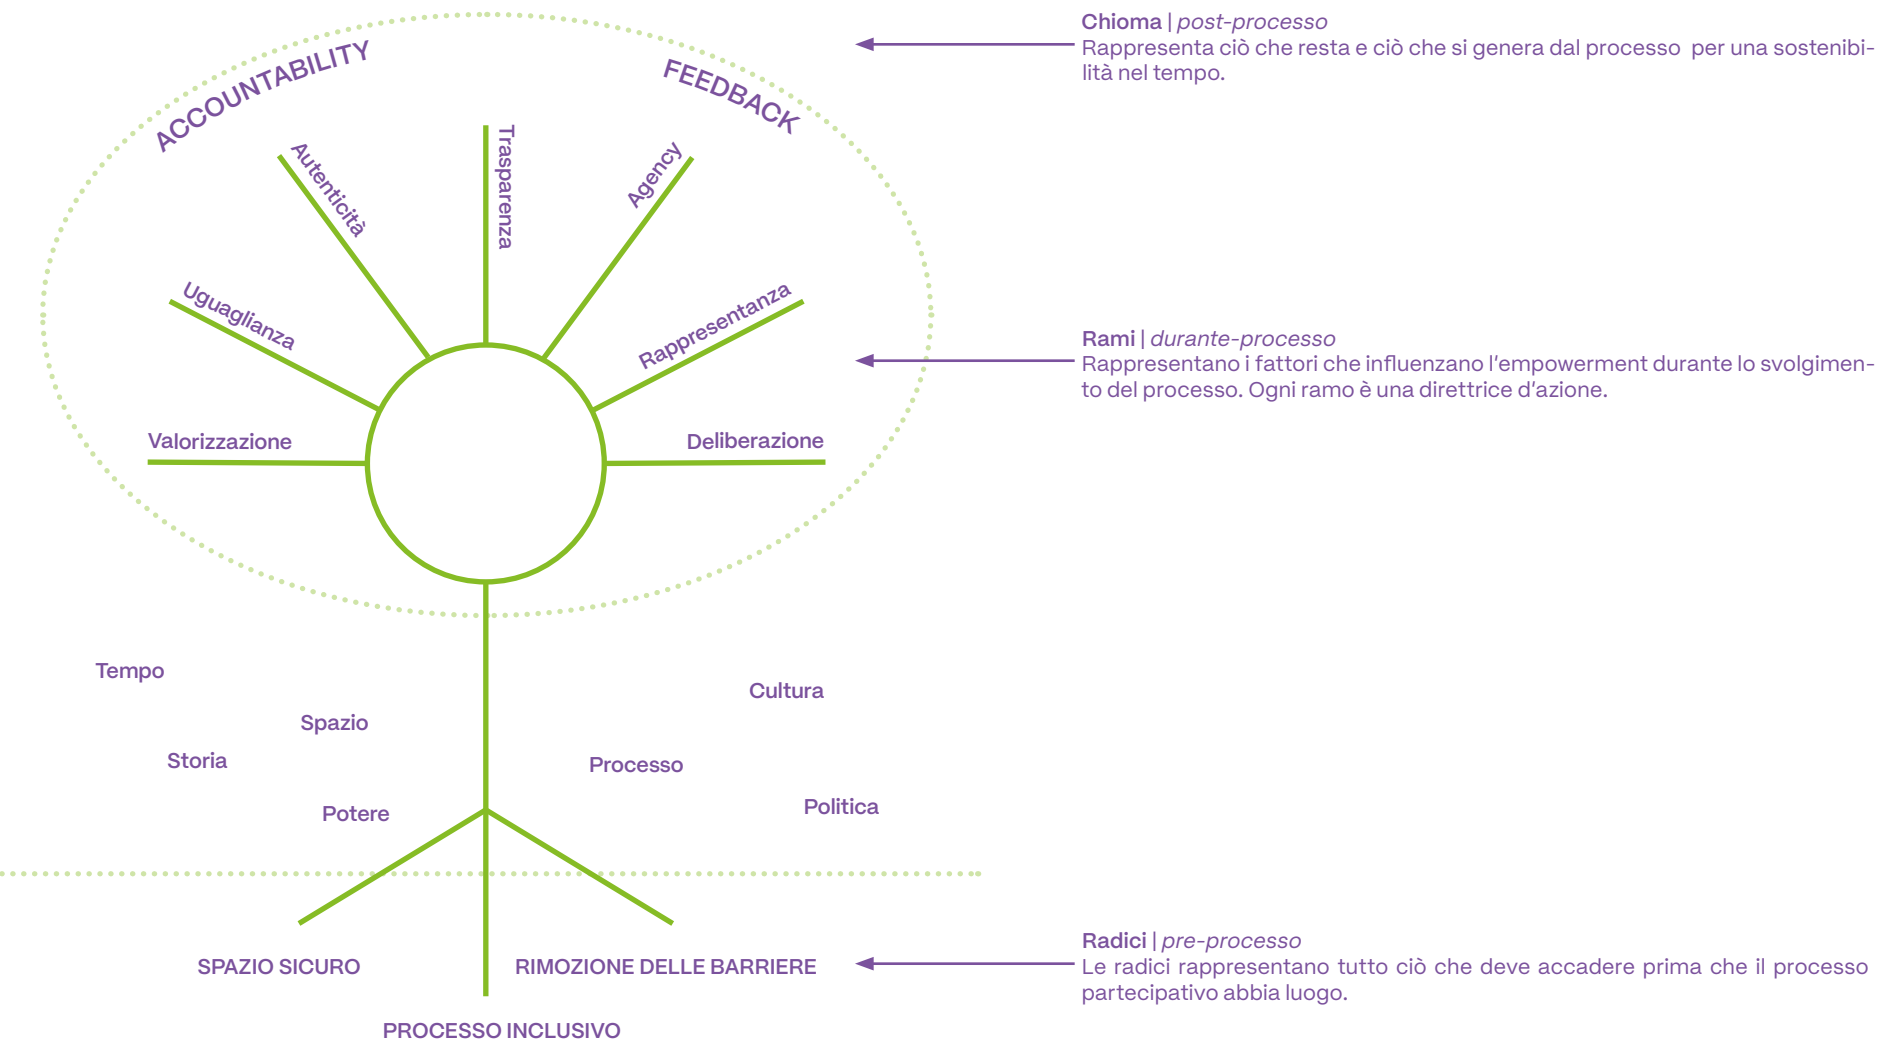 ACCOUNTABILITY
FEEDBACK
Autenticità
Trasparenza
Agency
Uguaglianza
Rappresentanza
Valorizzazione
Deliberazione
Tempo
Cultura
Spazio
Storia
Processo
Potere
Politica
SPAZIO SICURO
RIMOZIONE DELLE BARRIERE
PROCESSO INCLUSIVO
Chioma | post-processo
Rappresenta ciò che resta e ciò che si genera dal processo per una sostenibi-
lità nel tempo.
Rami | durante-processo
Rappresentano i fattori che influenzano l’empowerment durante lo svolgimen-
to del processo. Ogni ramo è una direttrice d’azione.
Radici | pre-processo
Le radici rappresentano tutto ciò che deve accadere prima che il processo
partecipativo abbia luogo.